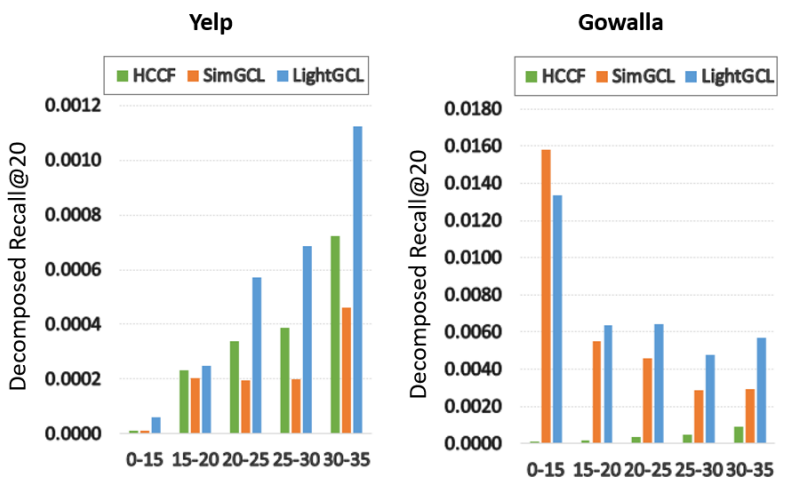 Yelp
HCCF SimGCL LightGCL
Decomposed Recall@20
0.0012
0.0010
0.0008
0.0006
0.0004
0.0002
0.0000
0-15 15-20 20-25 25-30 30-35
Gowalla
HCCF SimGCL LightGCL
Decomposed Recall@20
0.0180
0.0160
0.0140
0.0120
0.0100
0.0080
0.0060
0.0040
0.0020
0.0000
0-15 15-20 20-25 25-30 30-35